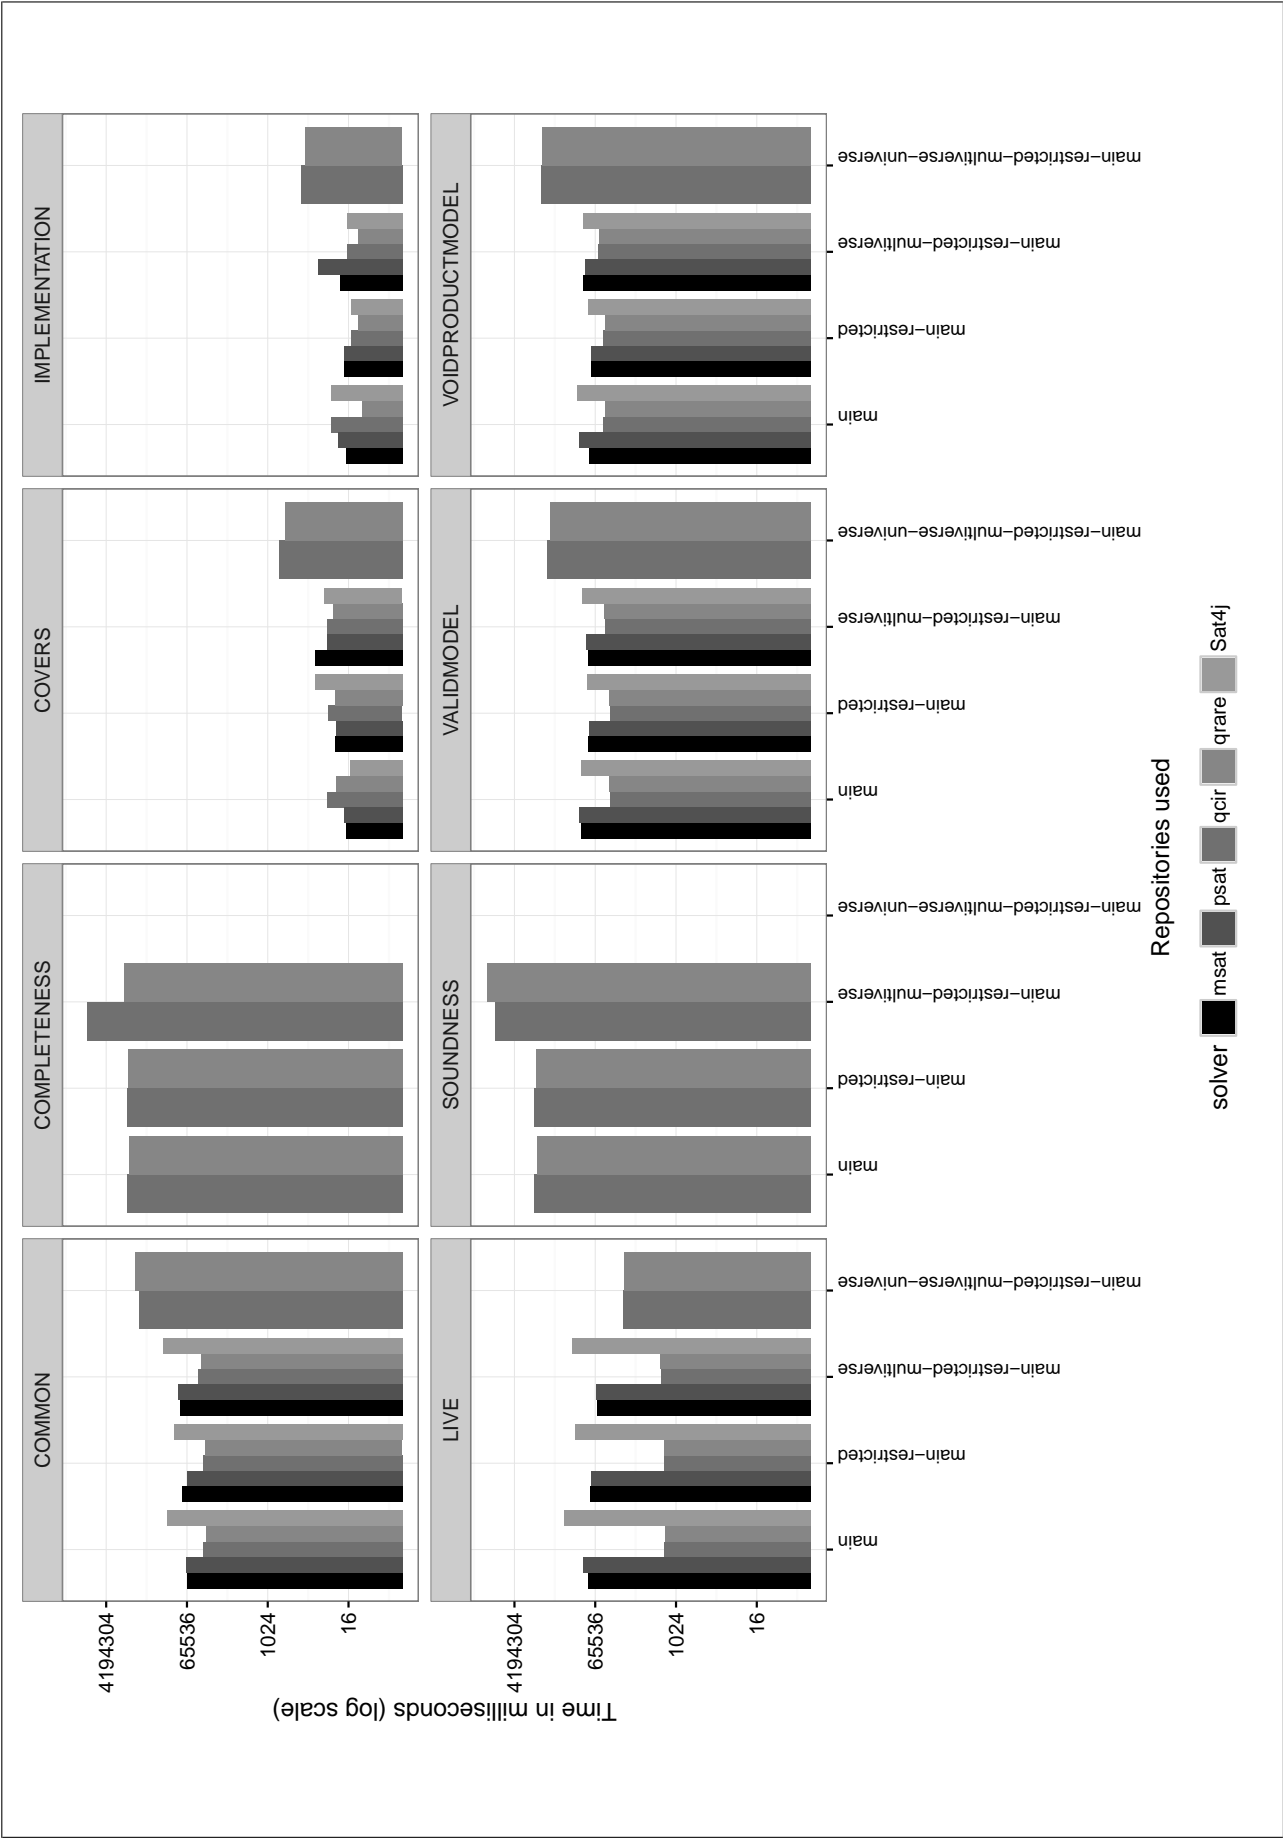 COMMON
COMPLETENESS
COVERS
IMPLEMENTATION
4194304
65536
1024
16
LIVE
SOUNDNESS
VALIDMODEL
VOIDPRODUCTMODEL
4194304
65536
1024
16
Time in milliseconds (log scale)
main
main−restricted
main−restricted−multiverse
main−restricted−multiverse−universe
main
main−restricted
main−restricted−multiverse
main−restricted−multiverse−universe
main
main−restricted
main−restricted−multiverse
main−restricted−multiverse−universe
main
main−restricted
main−restricted−multiverse
main−restricted−multiverse−universe
Repositories used
solver msat psat qcir qrare Sat4j